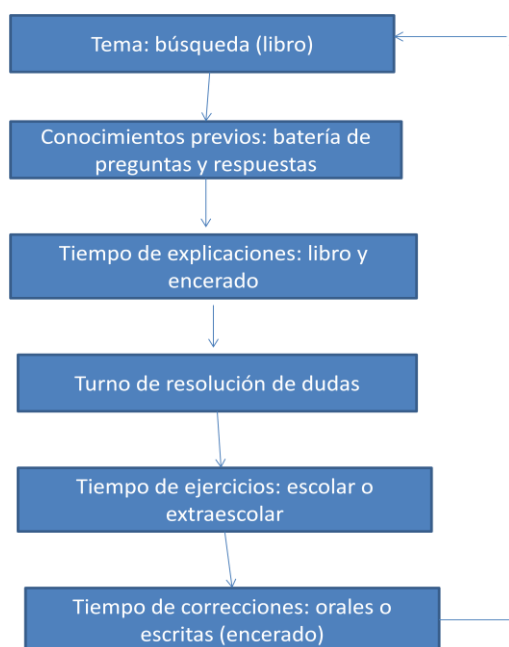 Tema: búsqueda (libro)
Conocimientos previos: batería de
preguntas y respuestas
Tiempo de explicaciones: libro y
encerado
Turno de resolución de dudas
Tiempo de ejercicios: escolar o
extraescolar
Tiempo de correcciones: orales o
escritas (encerado)